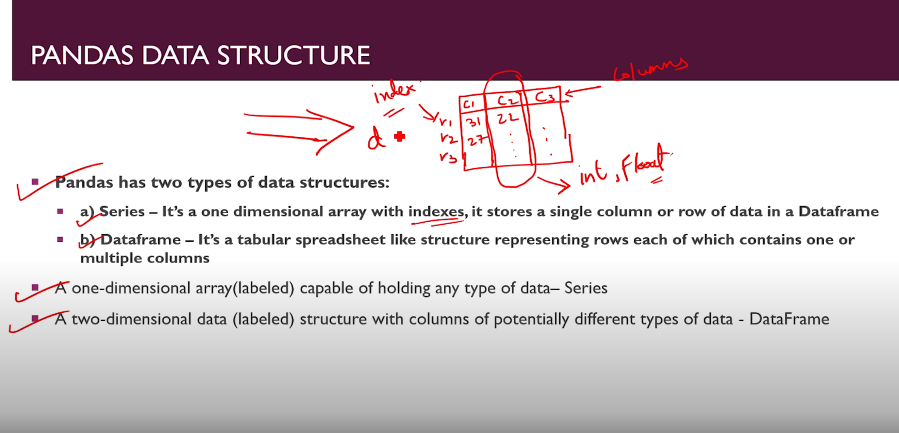 PANDAS DATA STRUCTURE
columns
index
C1 C2 C3
r1 31 22
r2 27
r3
d
int, Float
Pandas has two types of data structures:
a) Series – It's a one dimensional array with indexes, it stores a single column or row of data in a Dataframe
b) Dataframe – It's a tabular spreadsheet like structure representing rows each of which contains one or
multiple columns
A one-dimensional array(labeled) capable of holding any type of data– Series
A two-dimensional data (labeled) structure with columns of potentially different types of data - DataFrame